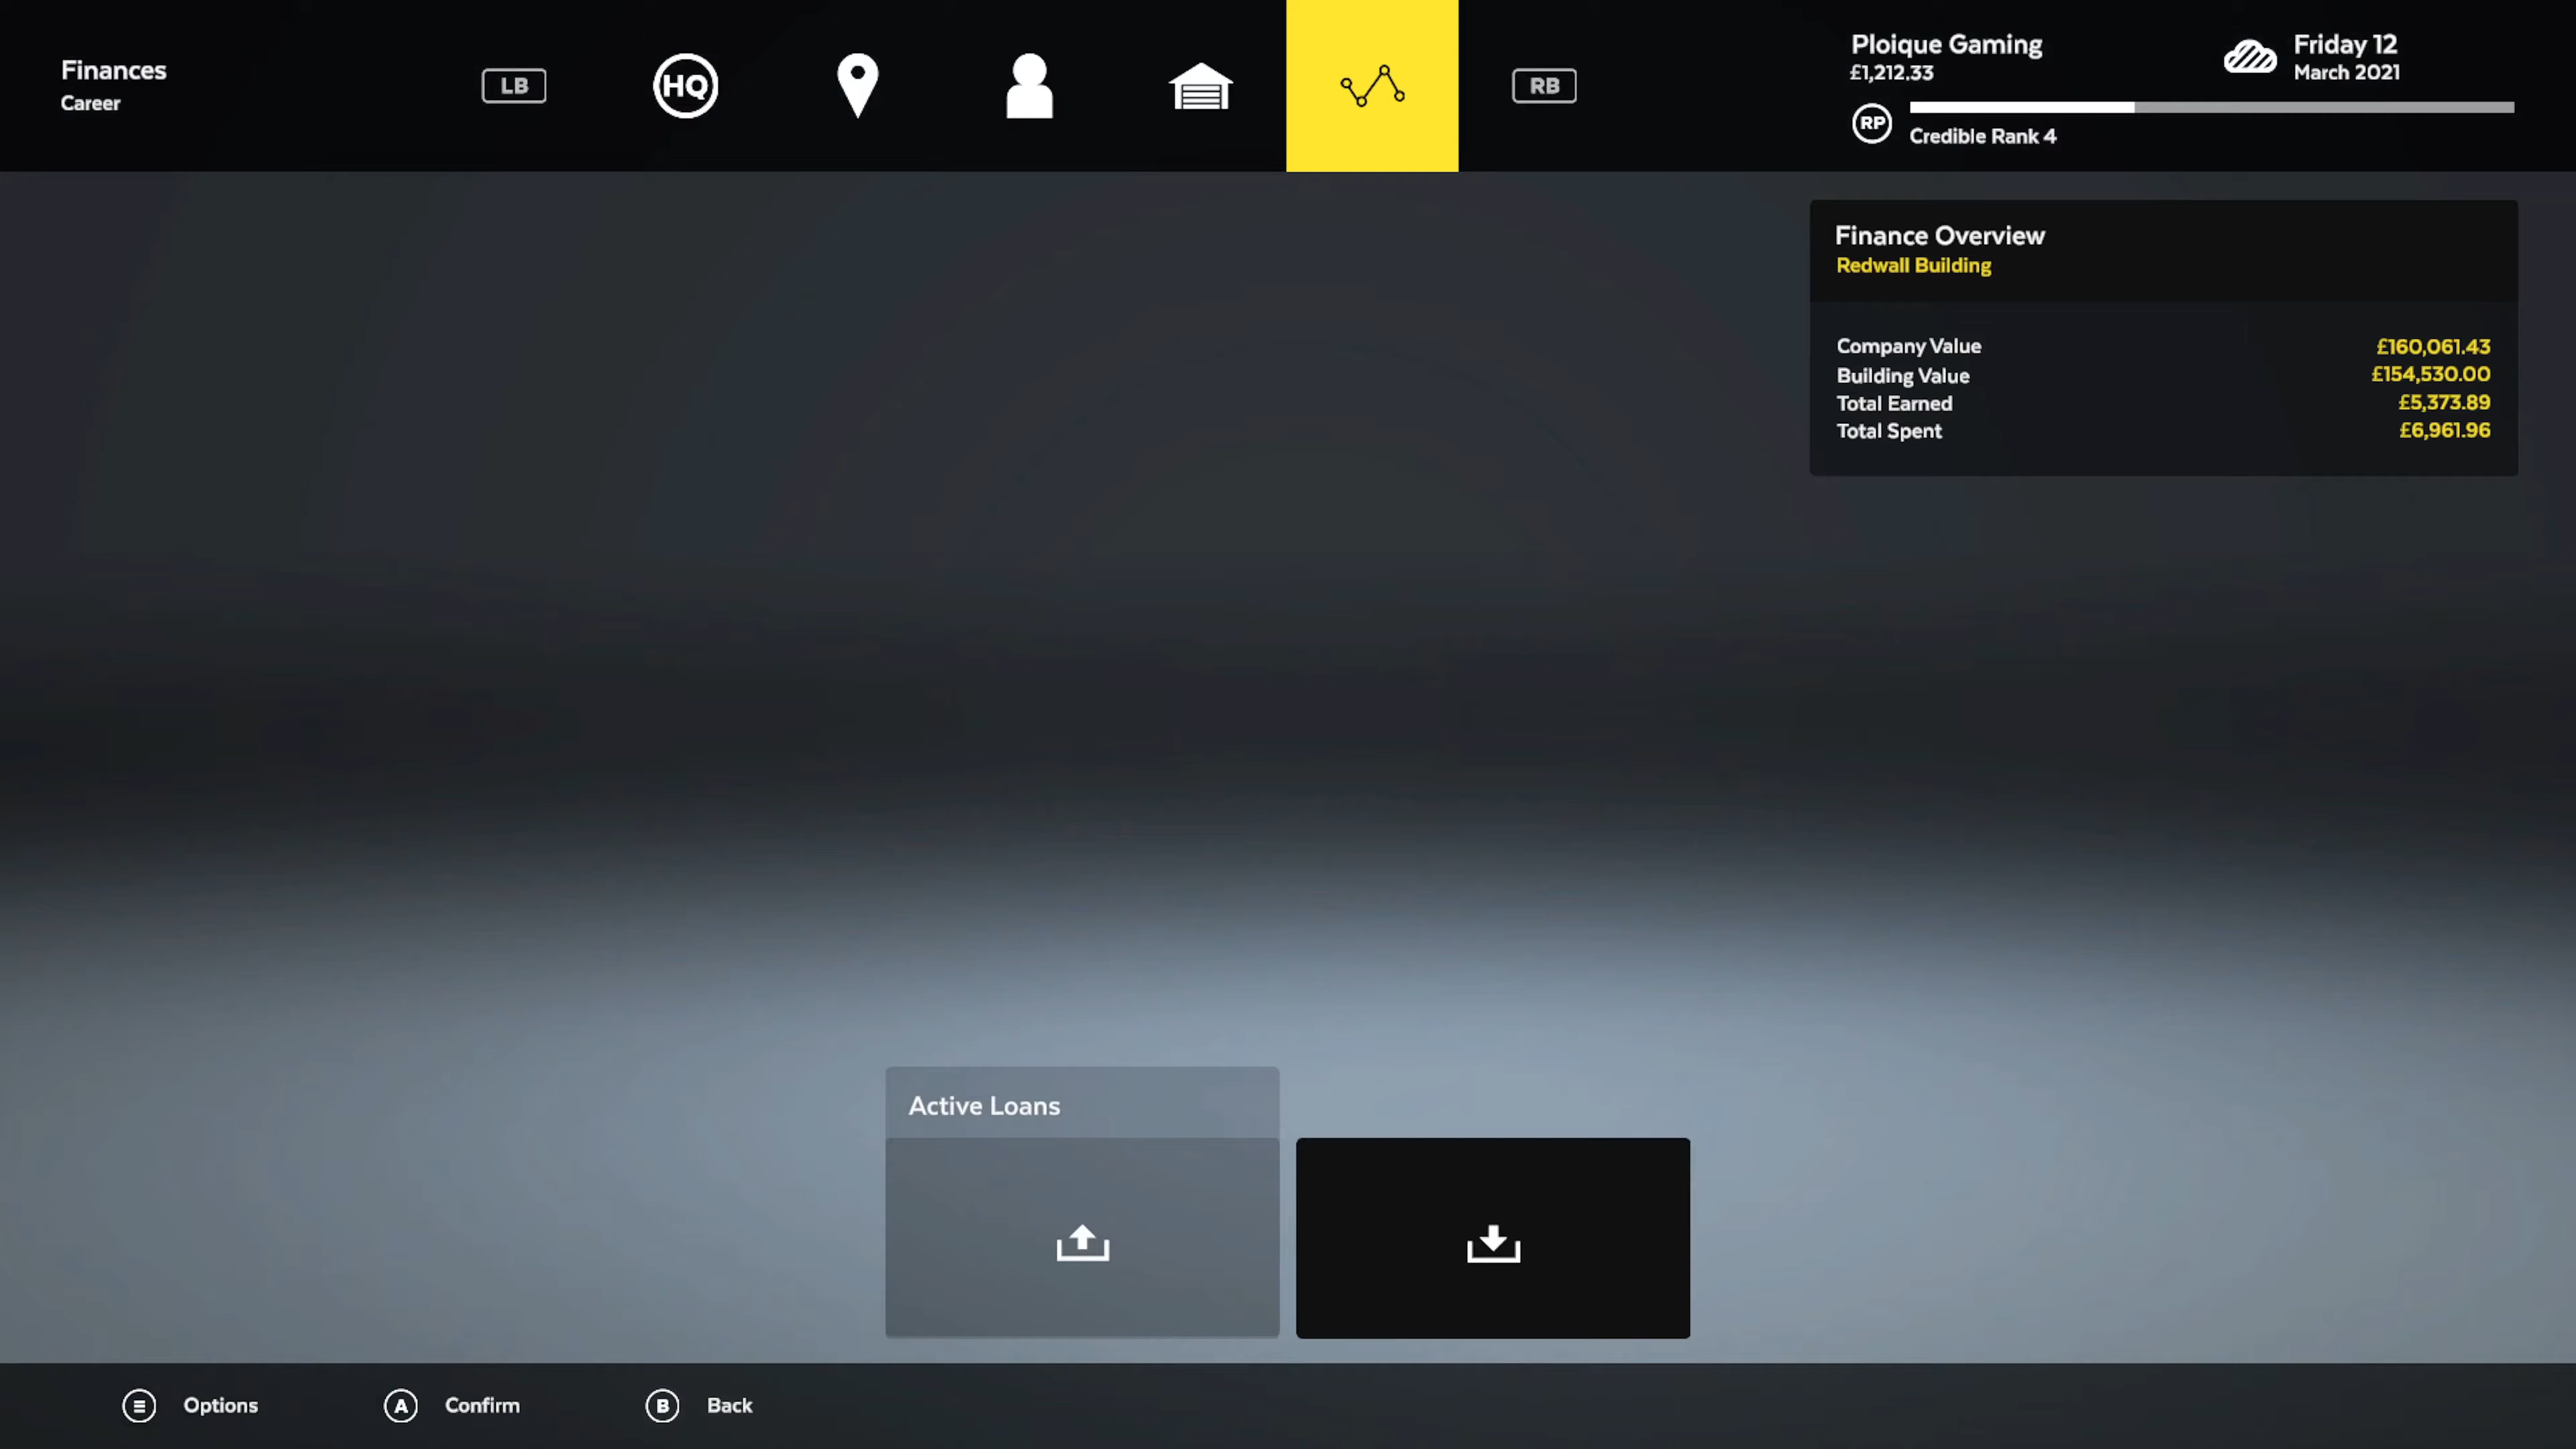 Finances
Career
LB
HQ
RB
Ploique Gaming
£1,212.33
Friday 12
March 2021
RP
Credible Rank 4
Finance Overview
Redwall Building
Company Value £160,061.43
Building Value £154,530.00
Total Earned £5,373.89
Total Spent £6,961.96
Active Loans
Options
A Confirm
B Back